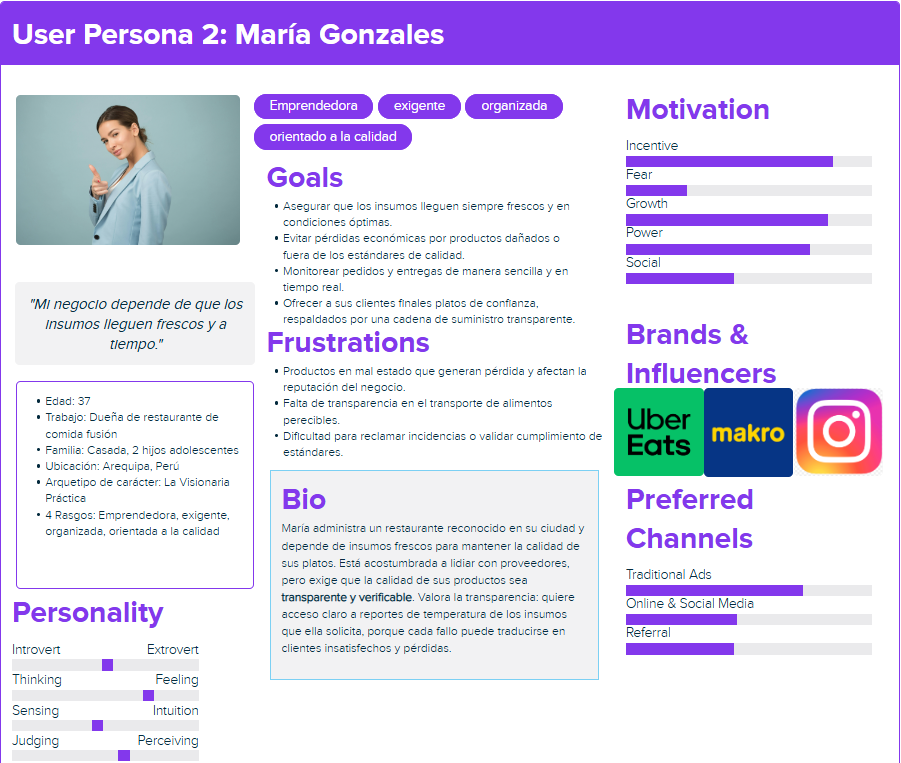 User Persona 2: María Gonzales
Emprendedora
exigente
organizada
orientado a la calidad
"Mi negocio depende de que los
insumos lleguen frescos y a
tiempo."
Edad: 37
Trabajo: Dueña de restaurante de
comida fusión
Familia: Casada, 2 hijos adolescentes
Ubicación: Arequipa, Perú
Arquetipo de carácter: La Visionaria
Práctica
4 Rasgos: Emprendedora, exigente,
organizada, orientada a la calidad
Personality
Introvert Extrovert
Thinking Feeling
Sensing Intuition
Judging Perceiving
Goals
Asegurar que los insumos lleguen siempre frescos y en
condiciones óptimas.
Evitar pérdidas económicas por productos dañados o
fuera de los estándares de calidad.
Monitorear pedidos y entregas de manera sencilla y en
tiempo real.
Ofrecer a sus clientes finales platos de confianza,
respaldados por una cadena de suministro transparente.
Frustrations
Productos en mal estado que generan pérdida y afectan la
reputación del negocio.
Falta de transparencia en el transporte de alimentos
perecibles.
Dificultad para reclamar incidencias o validar cumplimiento de
estándares.
Bio
María administra un restaurante reconocido en su ciudad y
depende de insumos frescos para mantener la calidad de
sus platos. Está acostumbrada a lidiar con proveedores,
pero exige que la calidad de sus productos sea
transparente y verificable. Valora la transparencia: quiere
acceso claro a reportes de temperatura de los insumos
que ella solicita, porque cada fallo puede traducirse en
clientes insatisfechos y pérdidas.
Motivation
Incentive
Fear
Growth
Power
Social
Brands &
Influencers
Uber
Eats
makro
Preferred
Channels
Traditional Ads
Online & Social Media
Referral